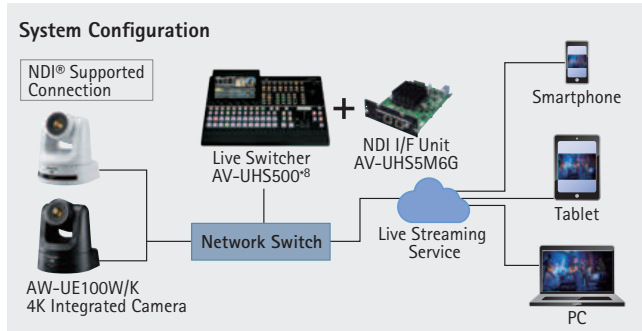 System Configuration
NDI® Supported
Connection
Live Switcher
AV-UHS500*8
+
NDI I/F Unit
AV-UHS5M6G
Smartphone
Tablet
Network Switch
Live Streaming
Service
AW-UE100W/K
4K Integrated Camera
PC